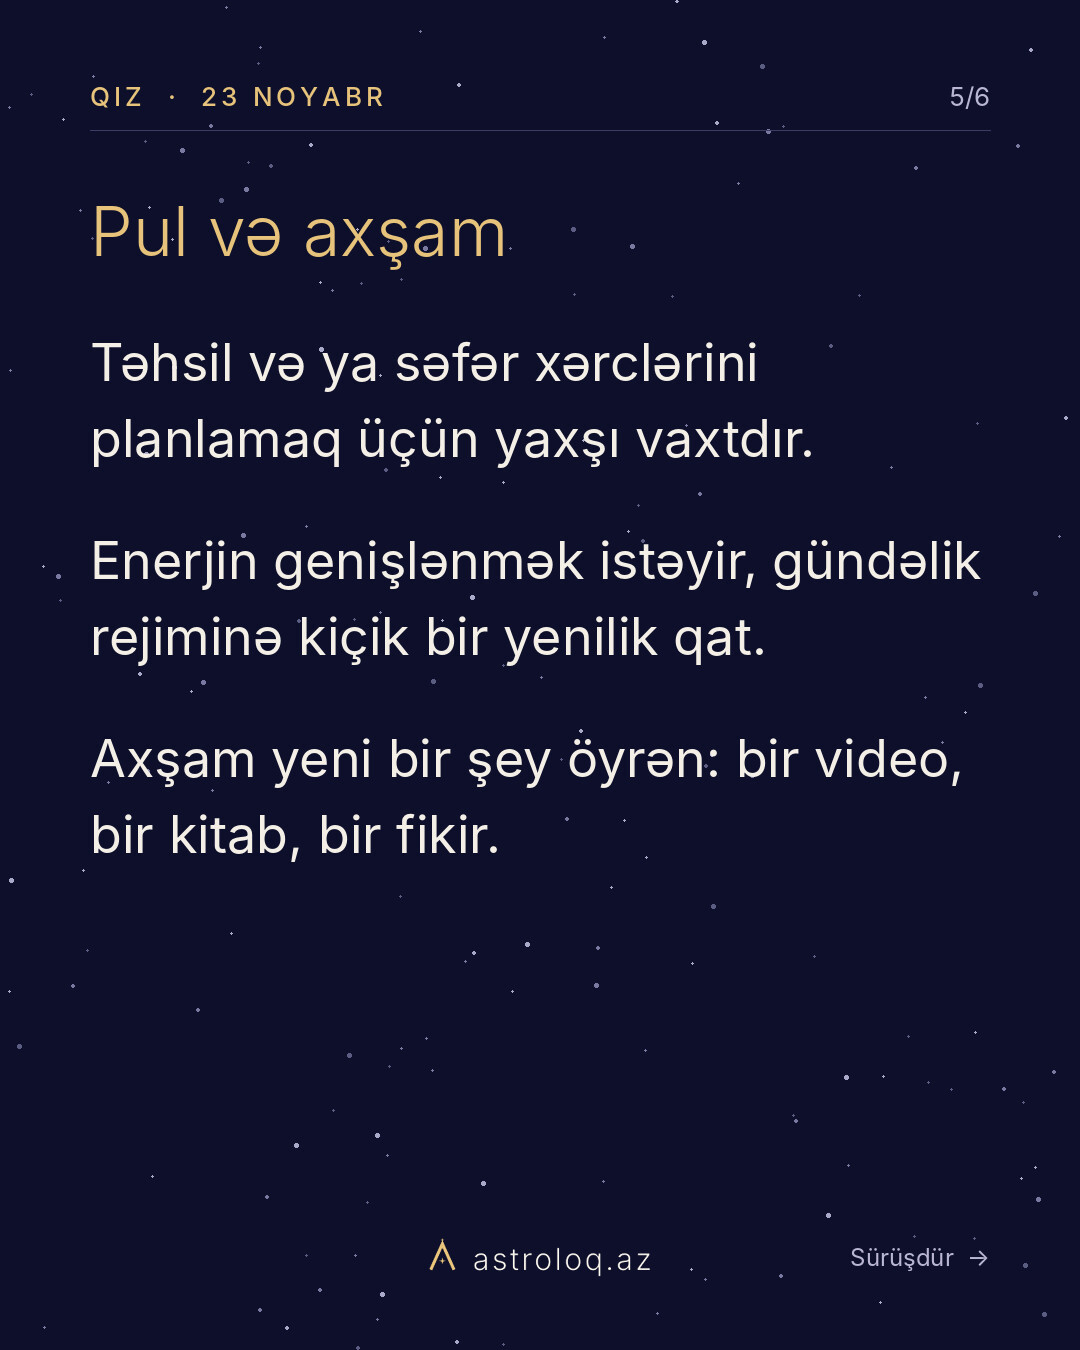 QIZ · 23 NOYABR
5/6
Pul və axşam
Təhsil və ya səfər xərclərini
planlamaq üçün yaxşı vaxtdır.
Enerjin genişlənmək istəyir, gündəlik
rejiminə kiçik bir yenilik qat.
Axşam yeni bir şey öyrən: bir video,
bir kitab, bir fikir.
astroloq.az
Sürüşdür →